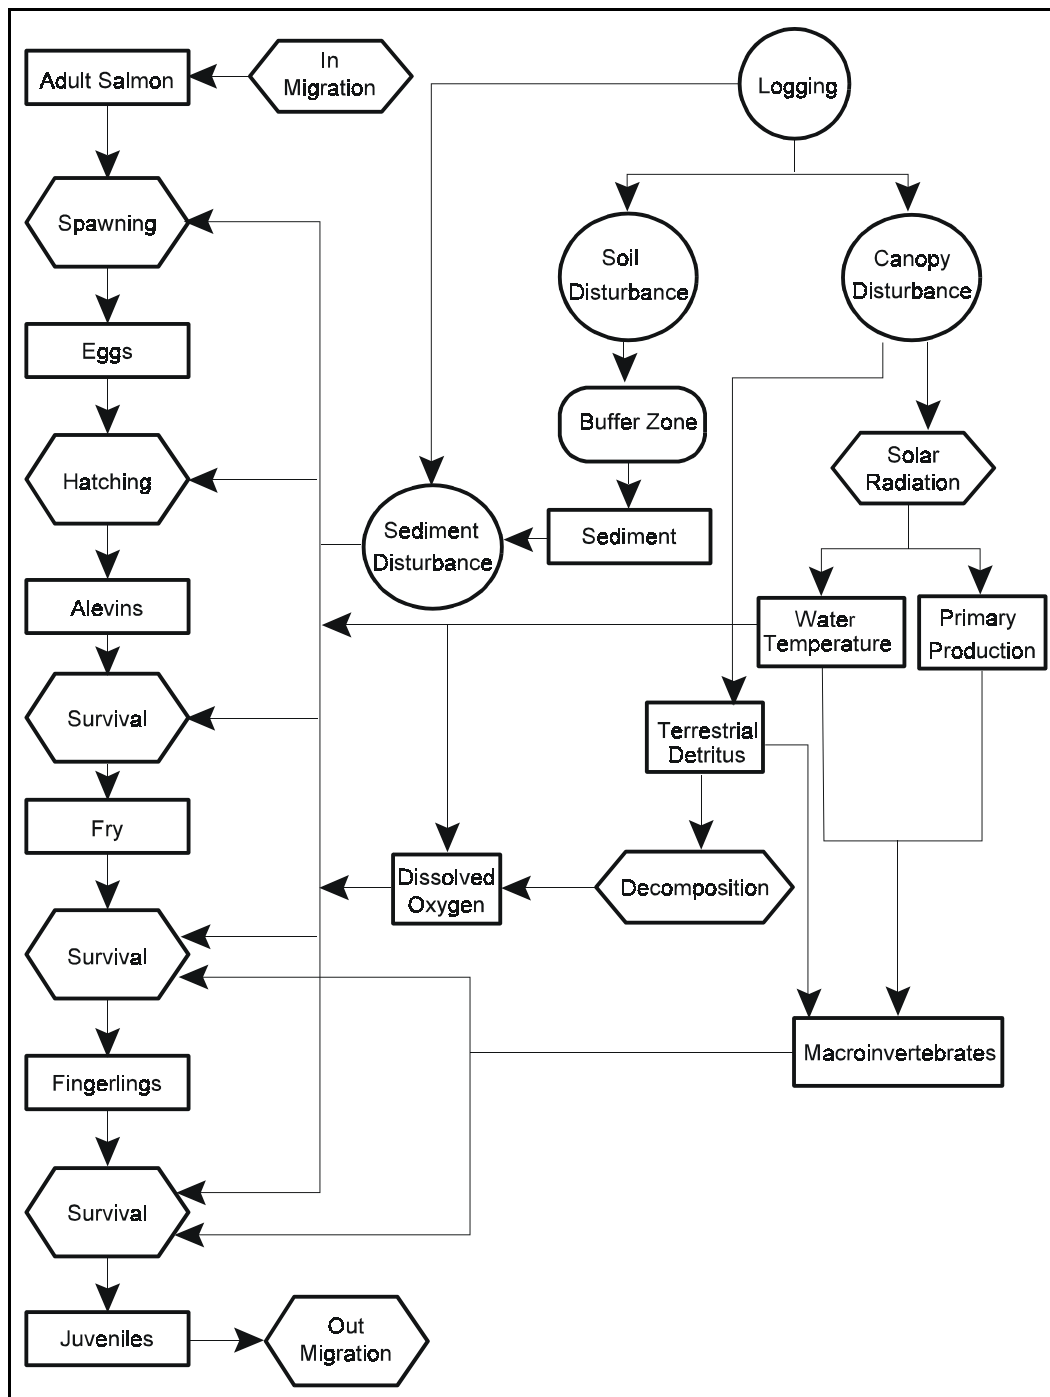 Adult Salmon
In
Migration
Logging
Spawning
Soil
Disturbance
Canopy
Disturbance
Eggs
Buffer Zone
Hatching
Solar
Radiation
Sediment
Disturbance
Sediment
Alevins
Water
Temperature
Primary
Production
Survival
Terrestrial
Detritus
Fry
Dissolved
Oxygen
Decomposition
Survival
Macroinvertebrates
Fingerlings
Survival
Juveniles
Out
Migration